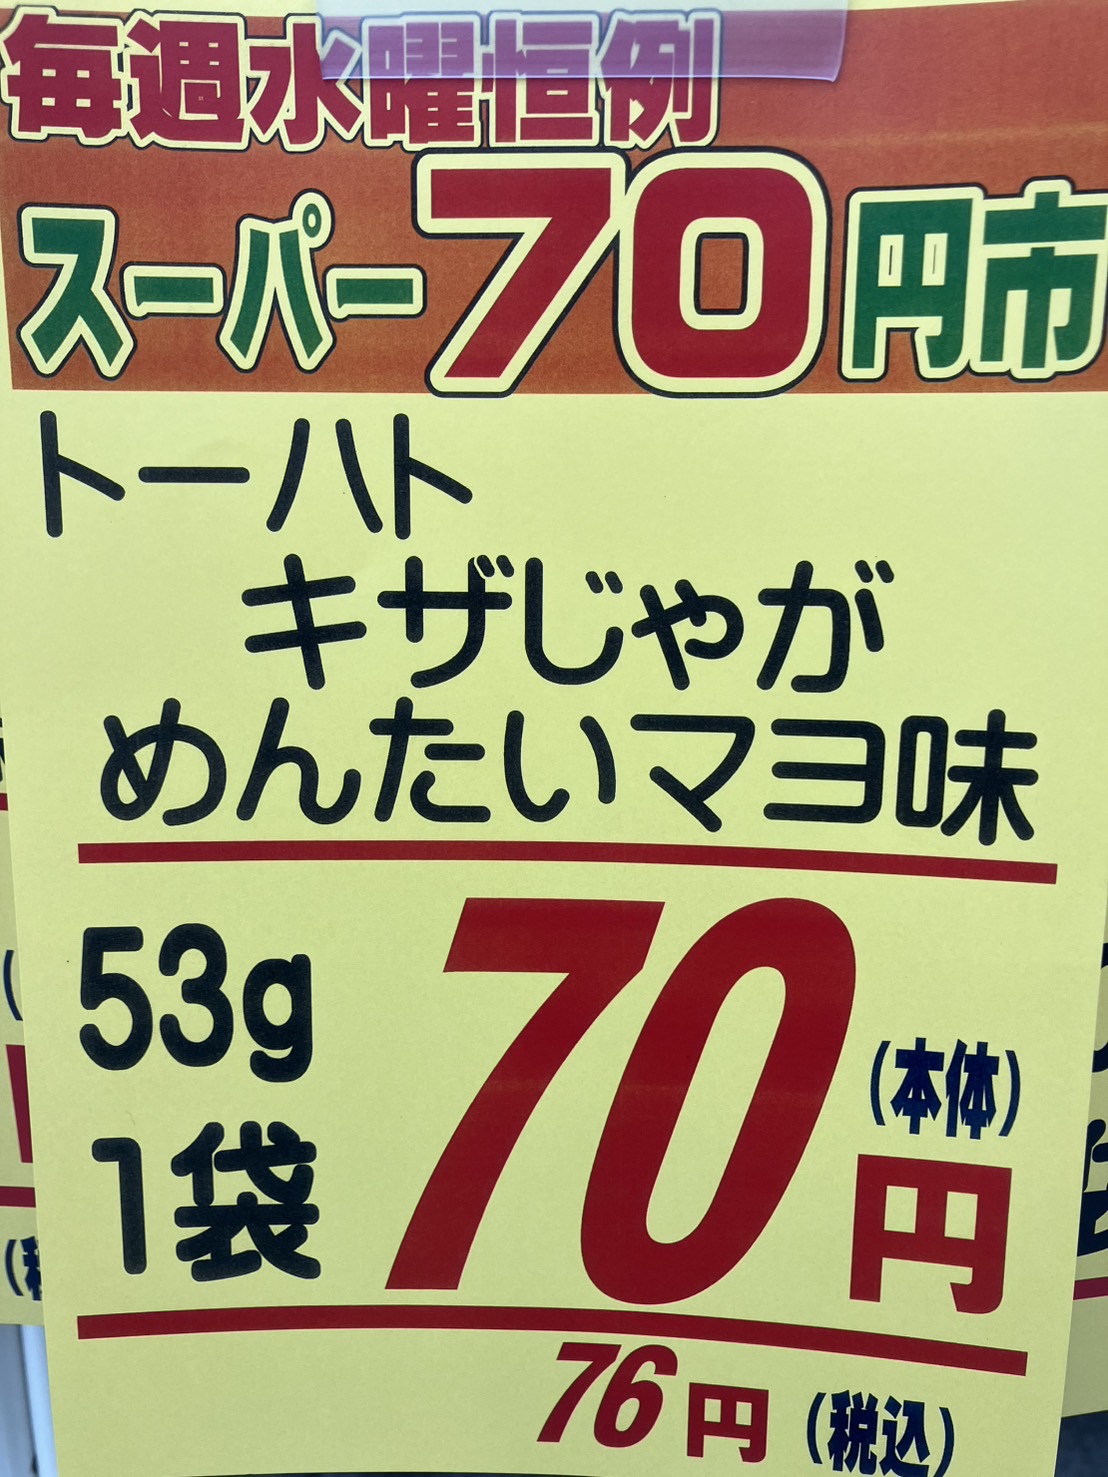 毎週水曜恒例
スーパー70円市
トーハト
キザじゃが
めんたいマヨ味
53g
1袋
70円
(本体)
76円(税込)